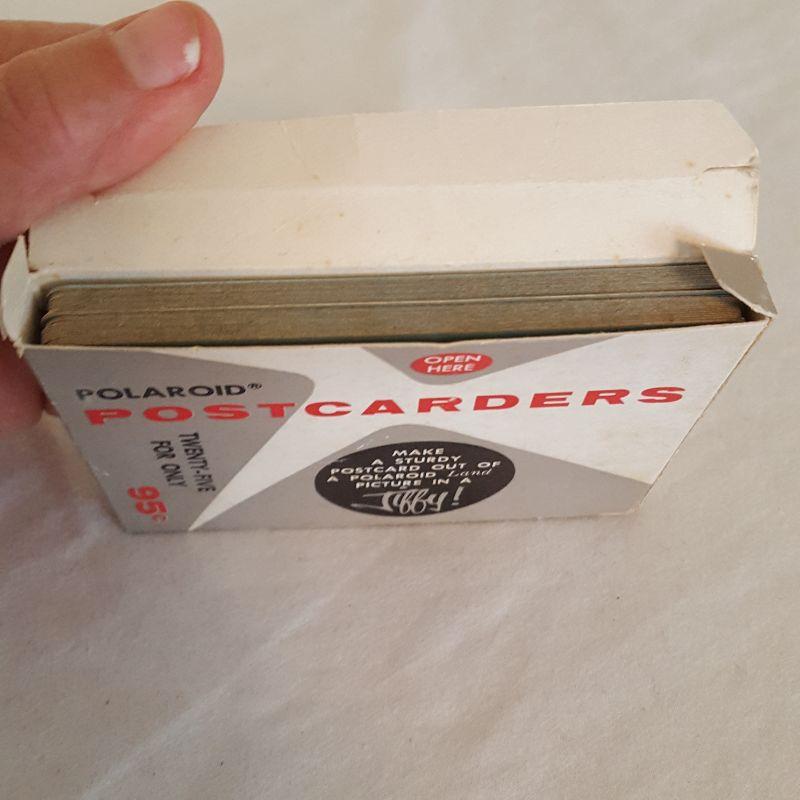 OPEN
HERE
POLAROID®
POSTCARDERS
TWENTY-FIVE
FOR ONLY
95¢
MAKE
A STURDY
POSTCARD OUT OF
A POLAROID Land
PICTURE IN A
Jiffy!